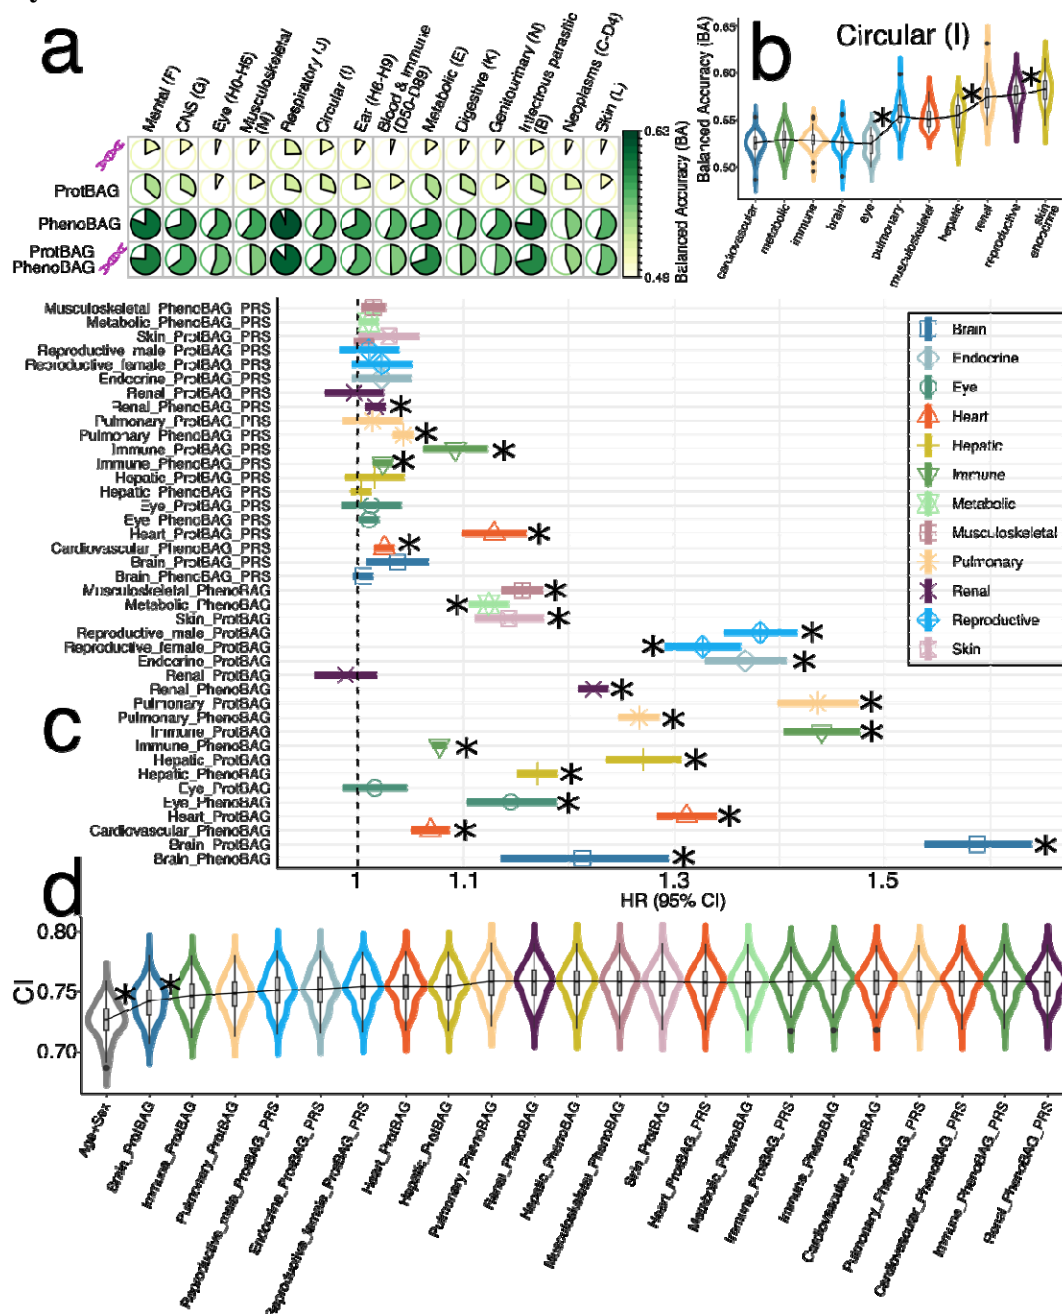 a
Mental (F)
CNS (G)
Eye (H0-H5)
Musculoskeletal
(M)
Respiratory (J)
Circular (I)
Ear (H6-H9)
Blood & Immune
(D50-D89)
Metabolic (E)
Digestive (K)
Genitourinary (N)
Infectious parasitic
(B)
Neoplasms (C-D4)
Skin (L)
ProtBAG
PhenoBAG
ProtBAG
PhenoBAG
Balanced Accuracy (BA)
b
Circular (I)
Balanced Accuracy (BA)
0.65
0.60
0.55
0.50
cardiovascular
metabolic
immune
brain
eye
pulmonary
musculoskeletal
hepatic
renal
reproductive
skin
endocrine
c
Musculoskeletal_PhenoBAG_PRS
Metabolic_PhenoBAG_PRS
Skin_ProtBAG_PRS
Reproductive_male_ProtBAG_PRS
Reproductive_female_ProtBAG_PRS
Endocrine_ProtBAG_PRS
Renal_ProtBAG_PRS
Renal_PhenoBAG_PRS
Pulmonary_ProtBAG_PRS
Pulmonary_PhenoBAG_PRS
Immune_ProtBAG_PRS
Immune_PhenoBAG_PRS
Hepatic_ProtBAG_PRS
Hepatic_PhenoBAG_PRS
Eye_ProtBAG_PRS
Eye_PhenoBAG_PRS
Heart_ProtBAG_PRS
Cardiovascular_PhenoBAG_PRS
Brain_ProtBAG_PRS
Brain_PhenoBAG_PRS
Musculoskeletal_PhenoBAG
Metabolic_PhenoBAG
Skin_ProtBAG
Reproductive_male_ProtBAG
Reproductive_female_ProtBAG
Endocrine_ProtBAG
Renal_ProtBAG
Renal_PhenoBAG
Pulmonary_ProtBAG
Pulmonary_PhenoBAG
Immune_ProtBAG
Immune_PhenoBAG
Hepatic_ProtBAG
Hepatic_PhenoBAG
Eye_ProtBAG
Eye_PhenoBAG
Heart_ProtBAG
Cardiovascular_PhenoBAG
Brain_ProtBAG
Brain_PhenoBAG
1 1.1 1.3 1.5
HR (95% CI)
Brain
Endocrine
Eye
Heart
Hepatic
Immune
Metabolic
Musculoskeletal
Pulmonary
Renal
Reproductive
Skin
d
CI
0.80
0.75
0.70
Age+Sex
Brain_ProtBAG
Immune_ProtBAG
Pulmonary_ProtBAG
Reproductive_male_ProtBAG_PRS
Endocrine_ProtBAG_PRS
Reproductive_female_ProtBAG_PRS
Heart_ProtBAG
Hepatic_ProtBAG
Pulmonary_PhenoBAG
Renal_PhenoBAG
Hepatic_PhenoBAG
Musculoskeletal_PhenoBAG
Skin_ProtBAG
Heart_ProtBAG_PRS
Metabolic_PhenoBAG
Immune_ProtBAG_PRS
Immune_PhenoBAG
Cardiovascular_PhenoBAG
Pulmonary_PhenoBAG_PRS
Cardiovascular_PhenoBAG_PRS
Immune_PhenoBAG_PRS
Renal_PhenoBAG_PRS